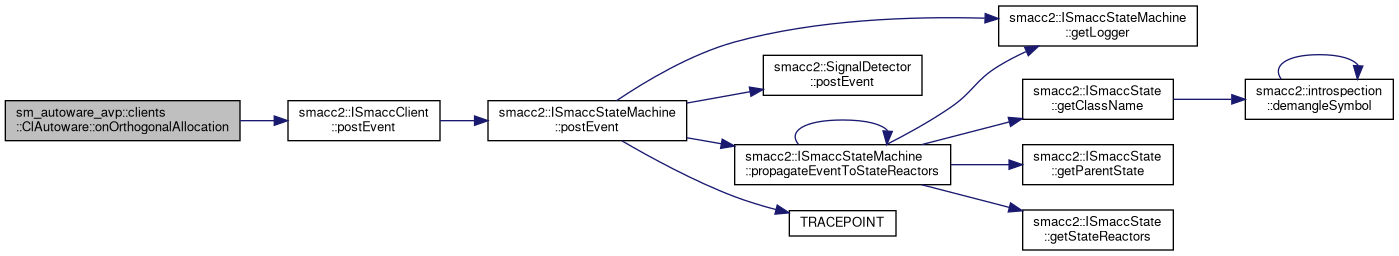 sm_autoware_avp::clients
::ClAutoware::onOrthogonalAllocation
smacc2::ISmaccClient
::postEvent
smacc2::ISmaccStateMachine
::postEvent
smacc2::ISmaccStateMachine
::getLogger
smacc2::SignalDetector
::postEvent
smacc2::ISmaccStateMachine
::propagateEventToStateReactors
TRACEPOINT
smacc2::ISmaccState
::getClassName
smacc2::ISmaccState
::getParentState
smacc2::ISmaccState
::getStateReactors
smacc2::introspection
::demangleSymbol